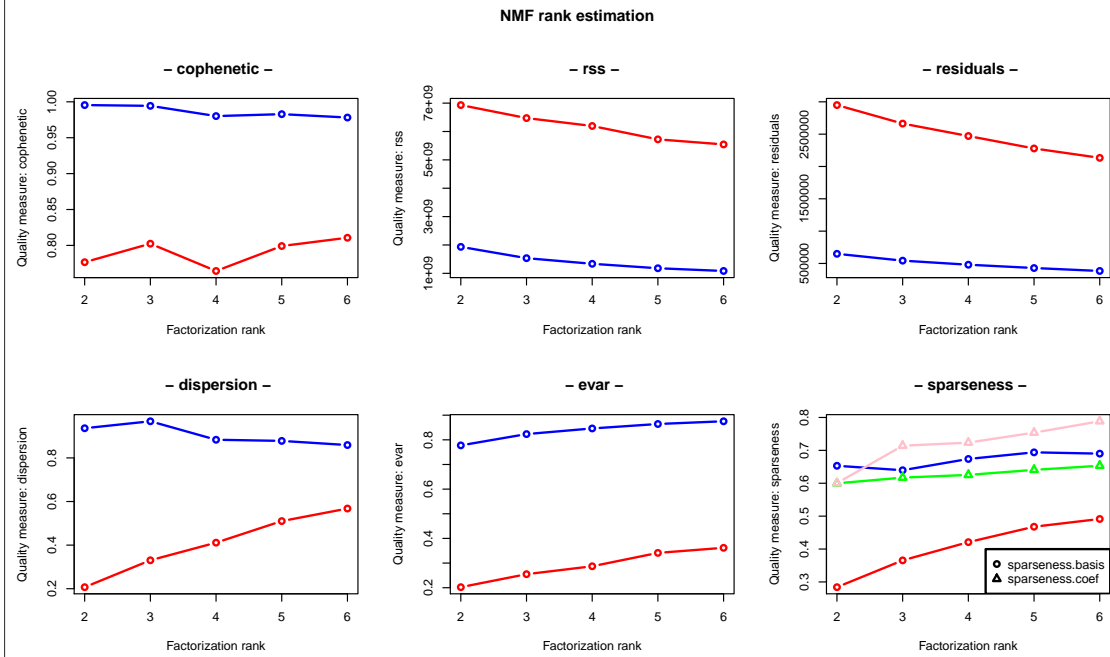 NMF rank estimation
– cophenetic –
Quality measure: cophenetic
1.00
0.95
0.90
0.85
0.80
2 3 4 5 6
Factorization rank
– rss –
Quality measure: rss
7e+09
5e+09
3e+09
1e+09
2 3 4 5 6
Factorization rank
– residuals –
Quality measure: residuals
2500000
1500000
500000
2 3 4 5 6
Factorization rank
– dispersion –
Quality measure: dispersion
0.8
0.6
0.4
0.2
2 3 4 5 6
Factorization rank
– evar –
Quality measure: evar
0.8
0.6
0.4
0.2
2 3 4 5 6
Factorization rank
– sparseness –
Quality measure: sparseness
0.8
0.7
0.6
0.5
0.4
0.3
sparseness.basis
sparseness.coef
2 3 4 5 6
Factorization rank